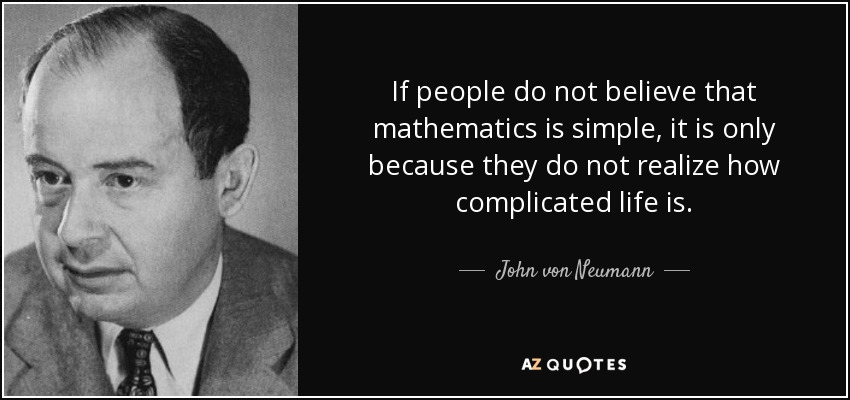 If people do not believe that
mathematics is simple, it is only
because they do not realize how
complicated life is.
John von Neumann
AZ QUOTES